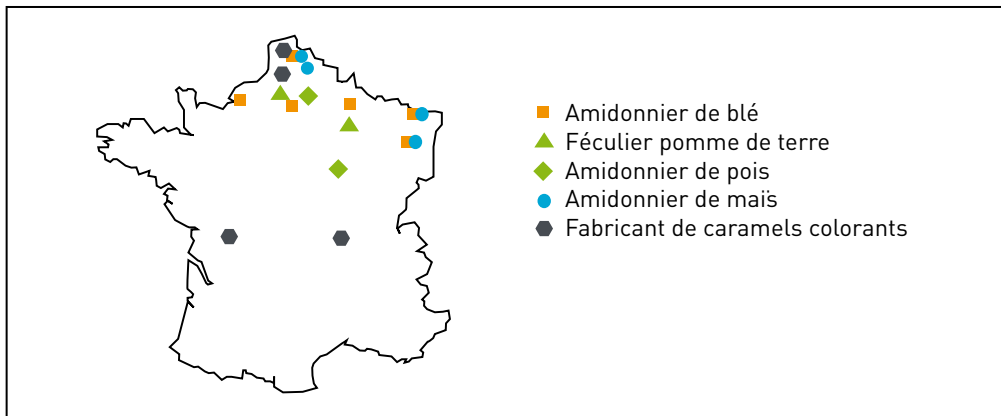 Amidonnier de blé
Féculier pomme de terre
Amidonnier de pois
Amidonnier de maïs
Fabricant de caramels colorants